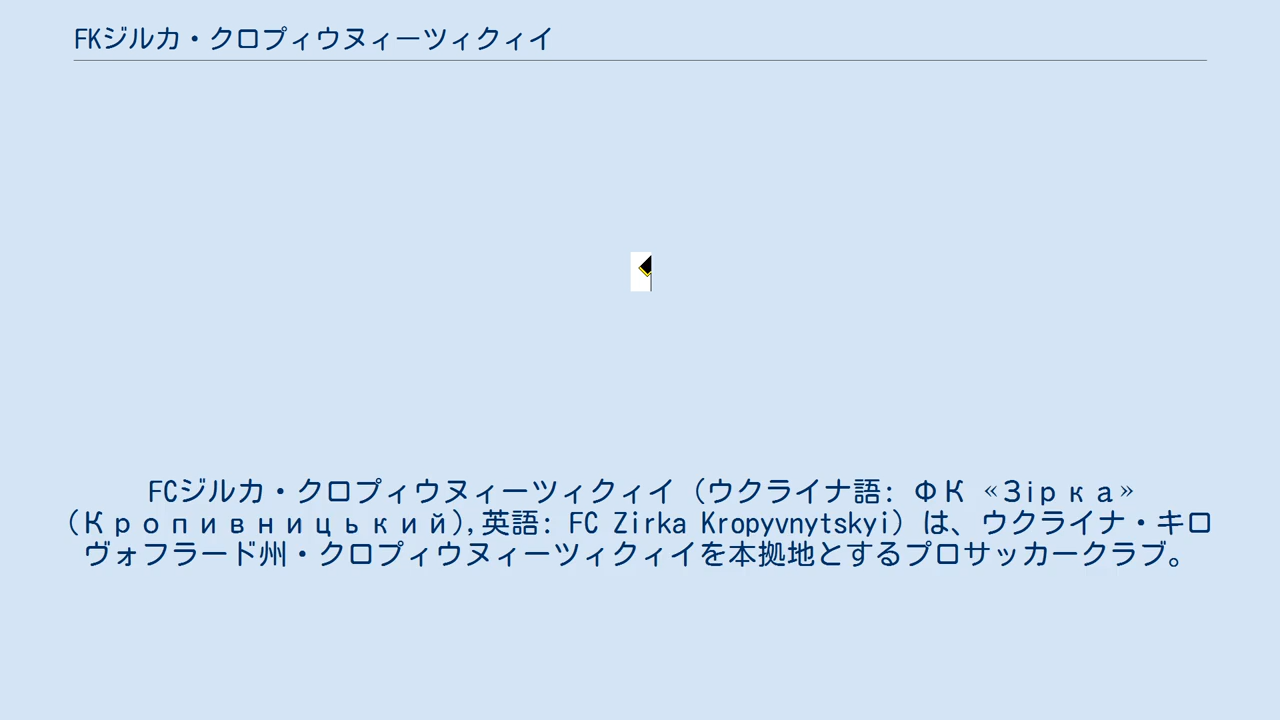 FKジルカ・クロプィウヌィーツィクィイ
FCジルカ・クロプィウヌィーツィクィイ（ウクライナ語: ФК «Зірка»
（Кропивницький),英語: FC Zirka Kropyvnytskyi）は、ウクライナ・キロ
ヴォフラード州・クロプィウヌィーツィクィイを本拠地とするプロサッカークラブ。